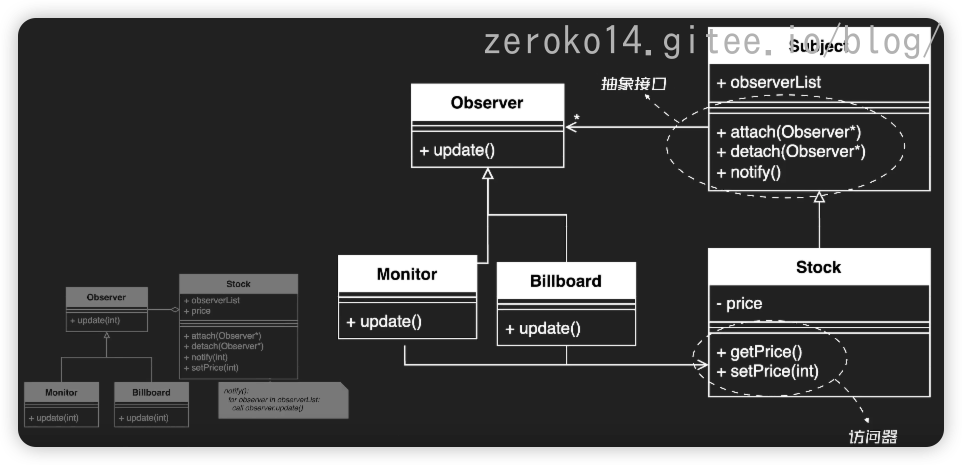 zeroko14.gitee.io/blog/
Subject
+ observerList
+ attach(Observer*)
+ detach(Observer*)
+ notify()
抽象接口
*
Observer
+ update()
Monitor
+ update()
Billboard
+ update()
Stock
- price
+ getPrice()
+ setPrice(int)
访问器
Observer
+ update(int)
Stock
+ observerList
+ price
+ attach(Observer*)
+ detach(Observer*)
+ notify(int)
+ setPrice(int)
Monitor
+ update(int)
Billboard
+ update(int)
notify():
for observer in observerList:
call observer.update()